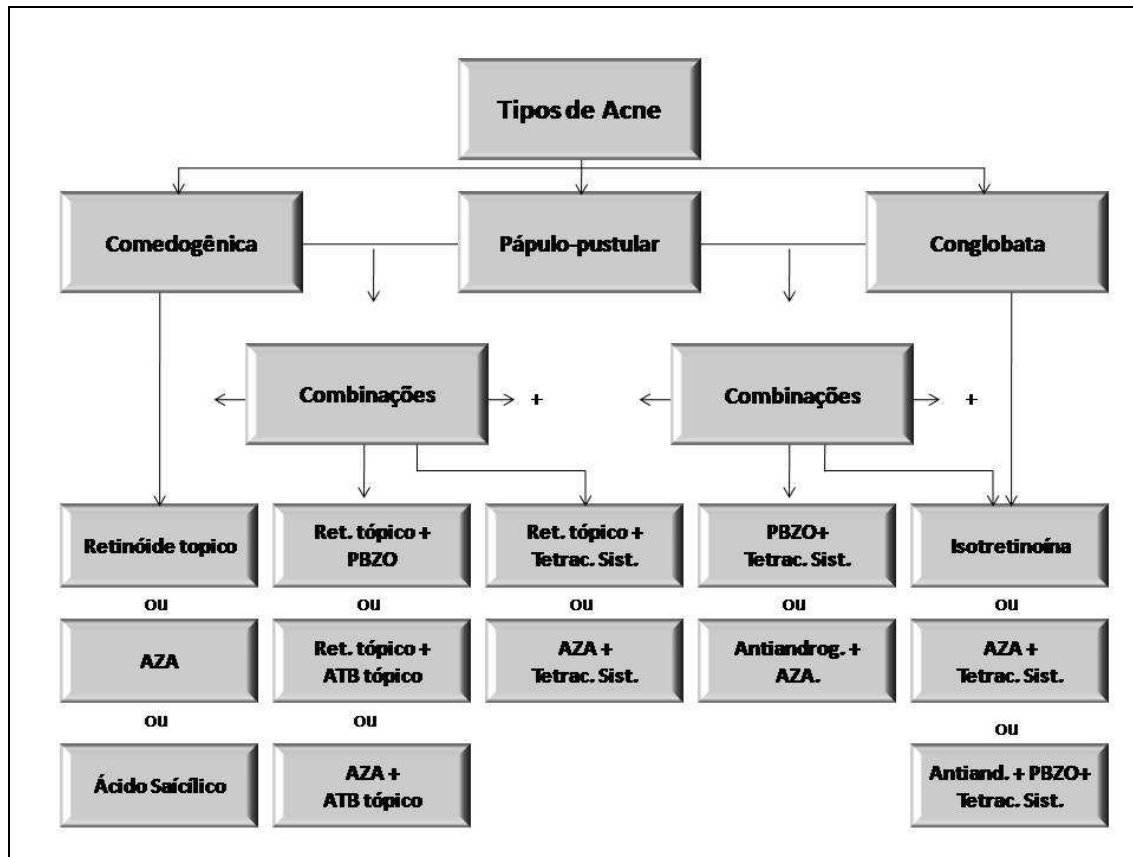 Tipos de Acne
Comedogênica
Pápulo-pustular
Conglobata
Combinações
+
Combinações
+
Retinóide topico
Ret. tópico +
PBZO
Ret. tópico +
Tetrac. Sist.
PBZO+
Tetrac. Sist.
Isotretinoína
ou
ou
ou
ou
ou
AZA
Ret. tópico +
ATB tópico
AZA +
Tetrac. Sist.
Antiandrog. +
AZA.
AZA +
Tetrac. Sist.
ou
ou
ou
Ácido Saícílico
AZA +
ATB tópico
Antiand. + PBZO+
Tetrac. Sist.